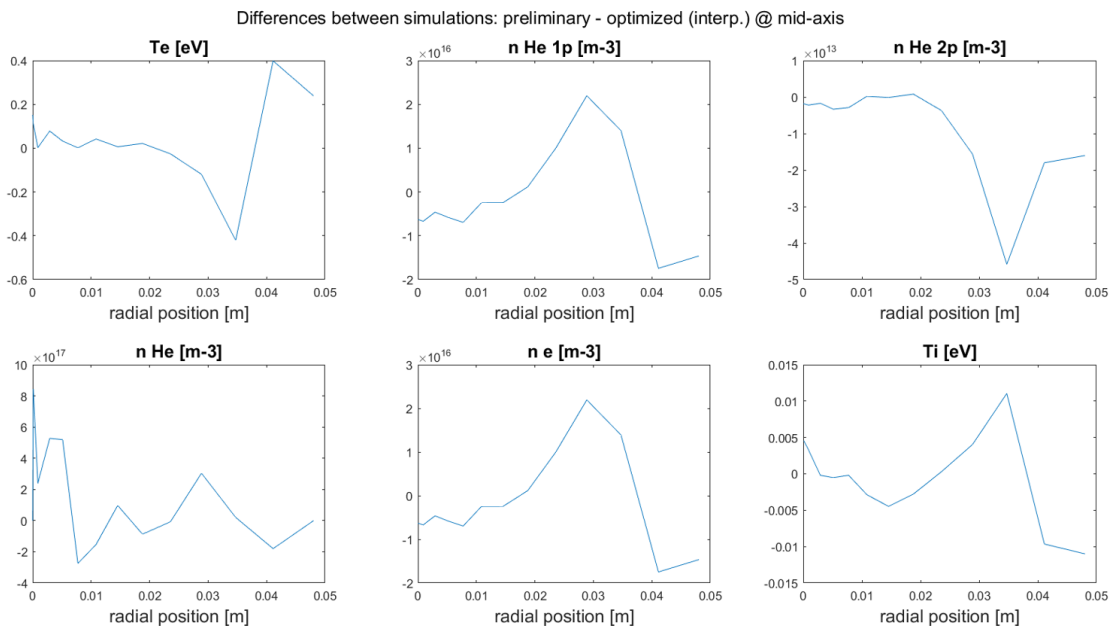 Differences between simulations: preliminary - optimized (interp.) @ mid-axis
Te [eV]
0.4
0.2
0
-0.2
-0.4
-0.6
0 0.01 0.02 0.03 0.04 0.05
radial position [m]
n He 1p [m-3]
×10^16
3
2
1
0
-1
-2
0 0.01 0.02 0.03 0.04 0.05
radial position [m]
n He 2p [m-3]
×10^13
1
0
-1
-2
-3
-4
-5
0 0.01 0.02 0.03 0.04 0.05
radial position [m]
n He [m-3]
×10^17
10
8
6
4
2
0
-2
-4
0 0.01 0.02 0.03 0.04 0.05
radial position [m]
n e [m-3]
×10^16
3
2
1
0
-1
-2
0 0.01 0.02 0.03 0.04 0.05
radial position [m]
Ti [eV]
0.015
0.01
0.005
0
-0.005
-0.01
-0.015
0 0.01 0.02 0.03 0.04 0.05
radial position [m]